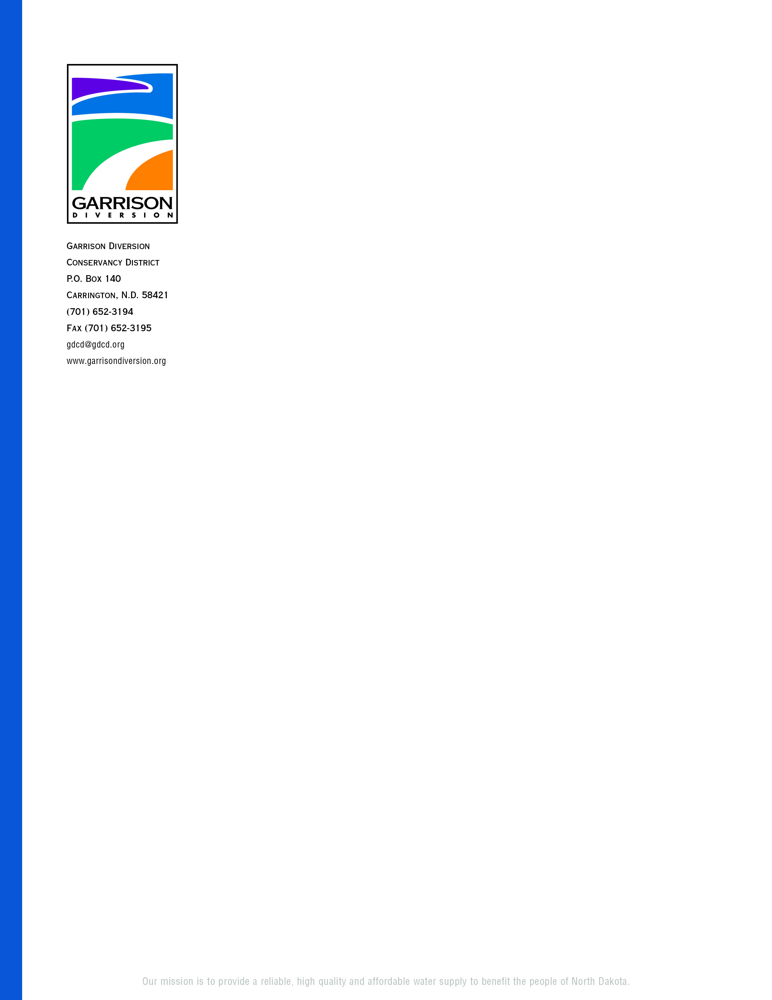 GARRISON
DIVERSION
Garrison Diversion
Conservancy District
P.O. Box 140
Carrington, N.D. 58421
(701) 652-3194
Fax (701) 652-3195
gdcd@gdcd.org
www.garrisondiversion.org
Our mission is to provide a reliable, high quality and affordable water supply to benefit the people of North Dakota.